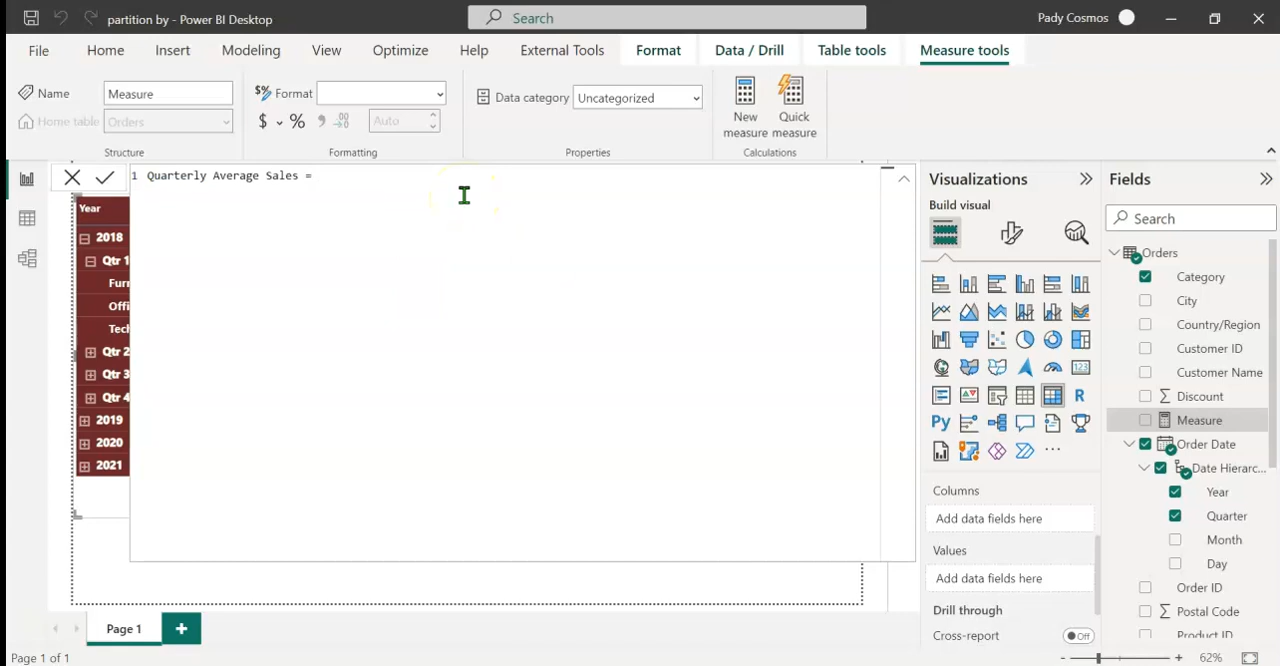 partition by - Power BI Desktop
Search
Pady Cosmos
File Home Insert Modeling View Optimize Help External Tools Format Data / Drill Table tools Measure tools
Name Measure
Home table Orders
Structure
Format
$ % Auto
Formatting
Data category Uncategorized
Properties
New measure
Quick measure
Calculations
1 Quarterly Average Sales =
Year
2018
Qtr 1
Furn
Offi
Tech
Qtr 2
Qtr 3
Qtr 4
2019
2020
2021
Visualizations
Build visual
R
Py
123
Columns
Add data fields here
Values
Add data fields here
Drill through
Cross-report Off
Fields
Search
Orders
Category
City
Country/Region
Customer ID
Customer Name
Discount
Measure
Order Date
Date Hierarc...
Year
Quarter
Month
Day
Order ID
Postal Code
Product ID
Page 1
Page 1 of 1
- + 62%